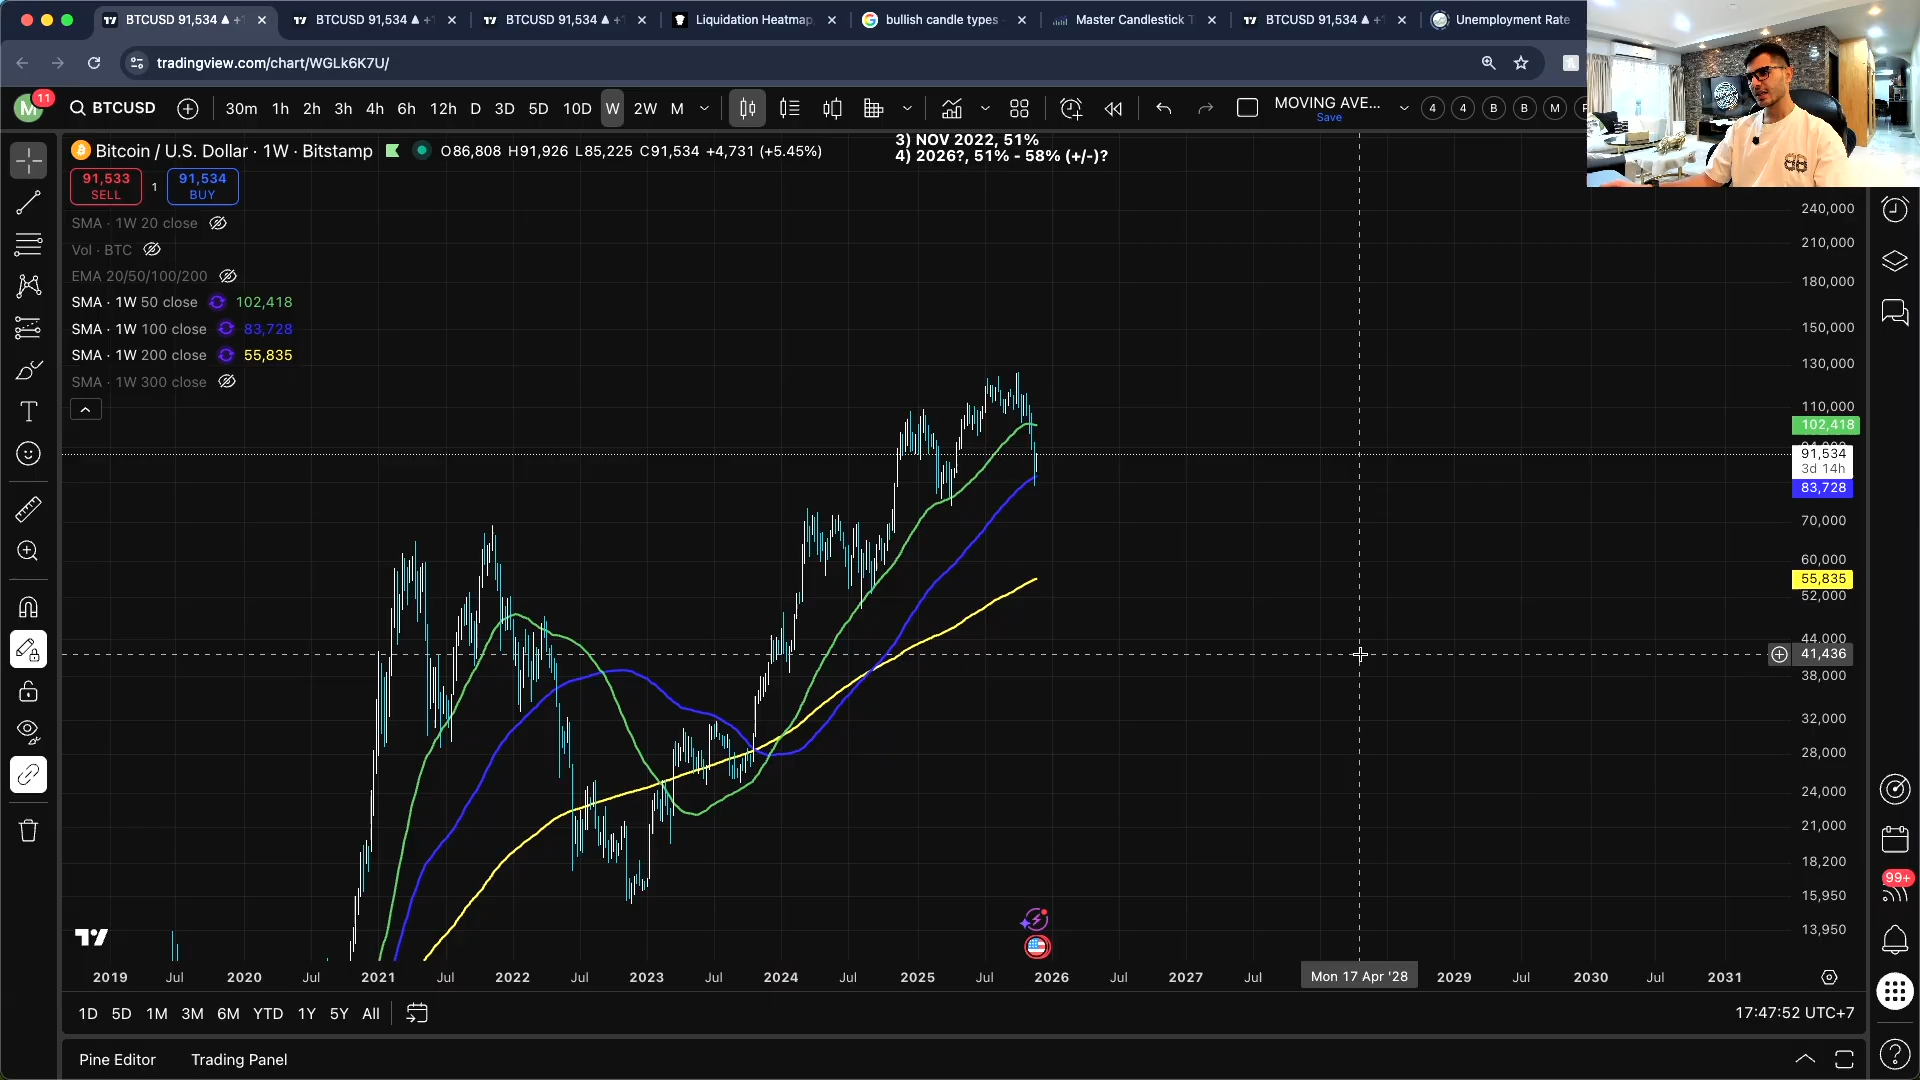 BTCUSD 91,534 ▲ +
BTCUSD 91,534 ▲ +
BTCUSD 91,534 ▲ +
Liquidation Heatmap
bullish candle types
Master Candlestick T
BTCUSD 91,534 ▲ +
Unemployment Rate
tradingview.com/chart/WGLk6K7U/
M
11
BTCUSD
30m 1h 2h 3h 4h 6h 12h D 3D 5D 10D W 2W M
MOVING AVE...
Save
4 4 B B M
3) NOV 2022, 51%
4) 2026?, 51% - 58% (+/-)?
Bitcoin / U.S. Dollar · 1W · Bitstamp
O86,808 H91,926 L85,225 C91,534 +4,731 (+5.45%)
91,533
SELL
1
91,534
BUY
SMA · 1W 20 close
Vol · BTC
EMA 20/50/100/200
SMA · 1W 50 close 102,418
SMA · 1W 100 close 83,728
SMA · 1W 200 close 55,835
SMA · 1W 300 close
240,000
210,000
180,000
150,000
130,000
110,000
102,418
91,534
3d 14h
83,728
70,000
60,000
55,835
52,000
44,000
41,436
38,000
32,000
28,000
24,000
21,000
18,200
15,950
13,950
99+
2019 Jul 2020 Jul 2021 Jul 2022 Jul 2023 Jul 2024 Jul 2025 Jul 2026 Jul 2027 Jul Mon 17 Apr '28 2029 Jul 2030 Jul 2031
1D 5D 1M 3M 6M YTD 1Y 5Y All
17:47:52 UTC+7
Pine Editor
Trading Panel